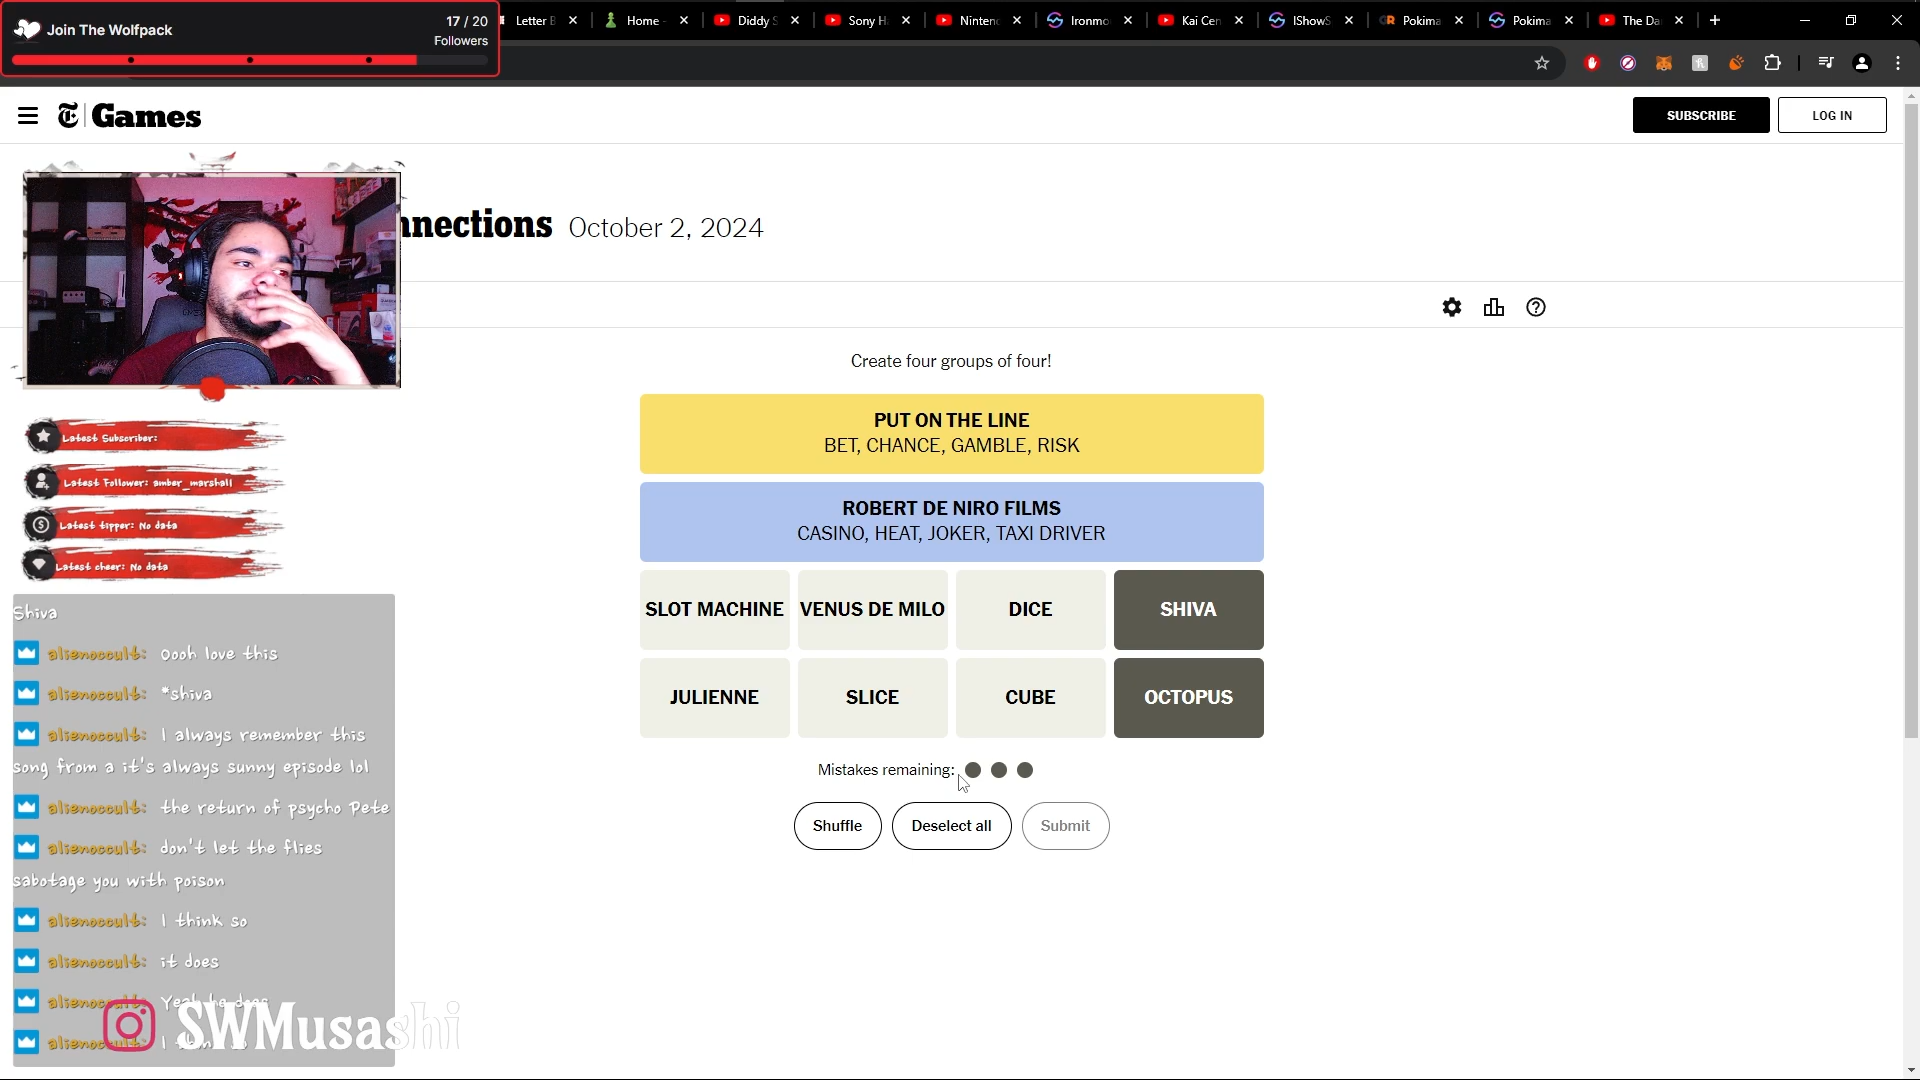 Join The Wolfpack
17 / 20
Followers
Letter B
Home -
Diddy S
Sony H
Ninten
Ironmo
Kai Cen
IShowS
Pokima
Pokima
The Da
Games
SUBSCRIBE
LOG IN
nnections October 2, 2024
Create four groups of four!
PUT ON THE LINE
BET, CHANCE, GAMBLE, RISK
ROBERT DE NIRO FILMS
CASINO, HEAT, JOKER, TAXI DRIVER
SLOT MACHINE
VENUS DE MILO
DICE
SHIVA
JULIENNE
SLICE
CUBE
OCTOPUS
Mistakes remaining:
Shuffle
Deselect all
Submit
Latest Subscriber:
Latest Follower: amber_marshall
Latest tipper: No data
Latest cheer: No data
Shiva
alienoccult: Oooh love this
alienoccult: *shiva
alienoccult: I always remember this
song from a it's always sunny episode lol
alienoccult: the return of psycho Pete
alienoccult: don't let the flies
sabotage you with poison
alienoccult: I think so
alienoccult: it does
alienoccult: Yeah he does
SWMusashi